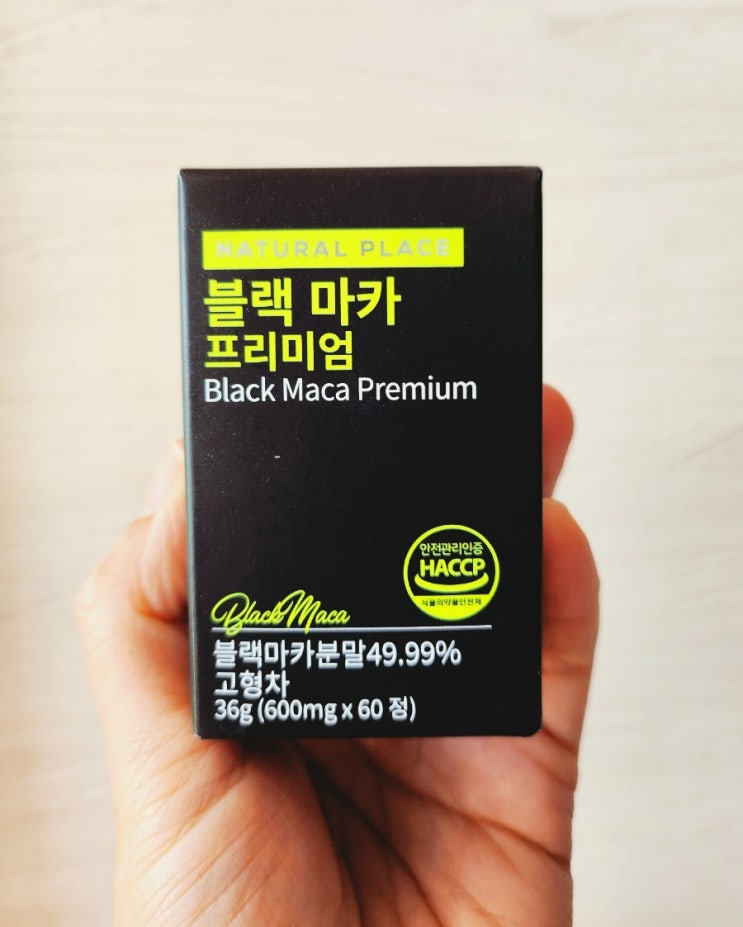 NATURAL PLACE
블랙 마카
프리미엄
Black Maca Premium
안전관리인증
HACCP
식품의약품안전처
Black Maca
블랙마카분말49.99%
고형차
36g (600mg x 60 정)